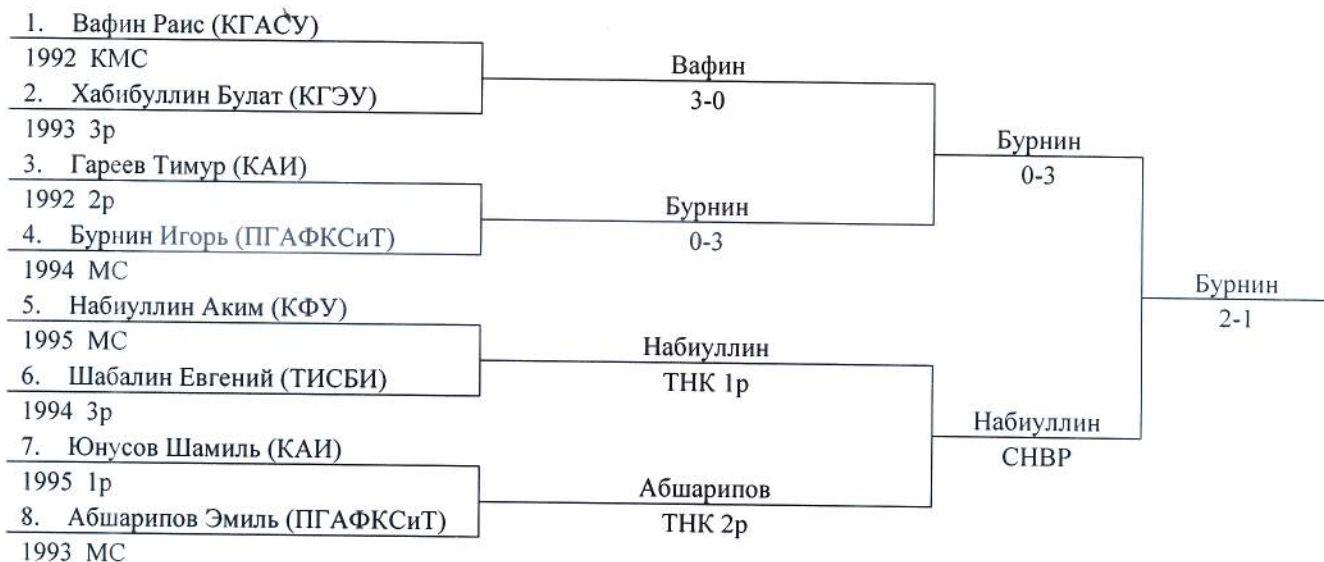 1. Вафин Раис (КГАСУ)
1992 КМС
2. Хабибуллин Булат (КГЭУ)
1993 3р
3. Гареев Тимур (КАИ)
1992 2р
4. Бурнин Игорь (ПГАФКСиТ)
1994 МС
5. Набиуллин Аким (КФУ)
1995 МС
6. Шабалин Евгений (ТИСБИ)
1994 3р
7. Юнусов Шамиль (КАИ)
1995 1р
8. Абшарипов Эмиль (ПГАФКСиТ)
1993 МС
Вафин
3-0
Бурнин
0-3
Набиуллин
ТНК 1р
Абшарипов
ТНК 2р
Бурнин
0-3
Набиуллин
СНВР
Бурнин
2-1